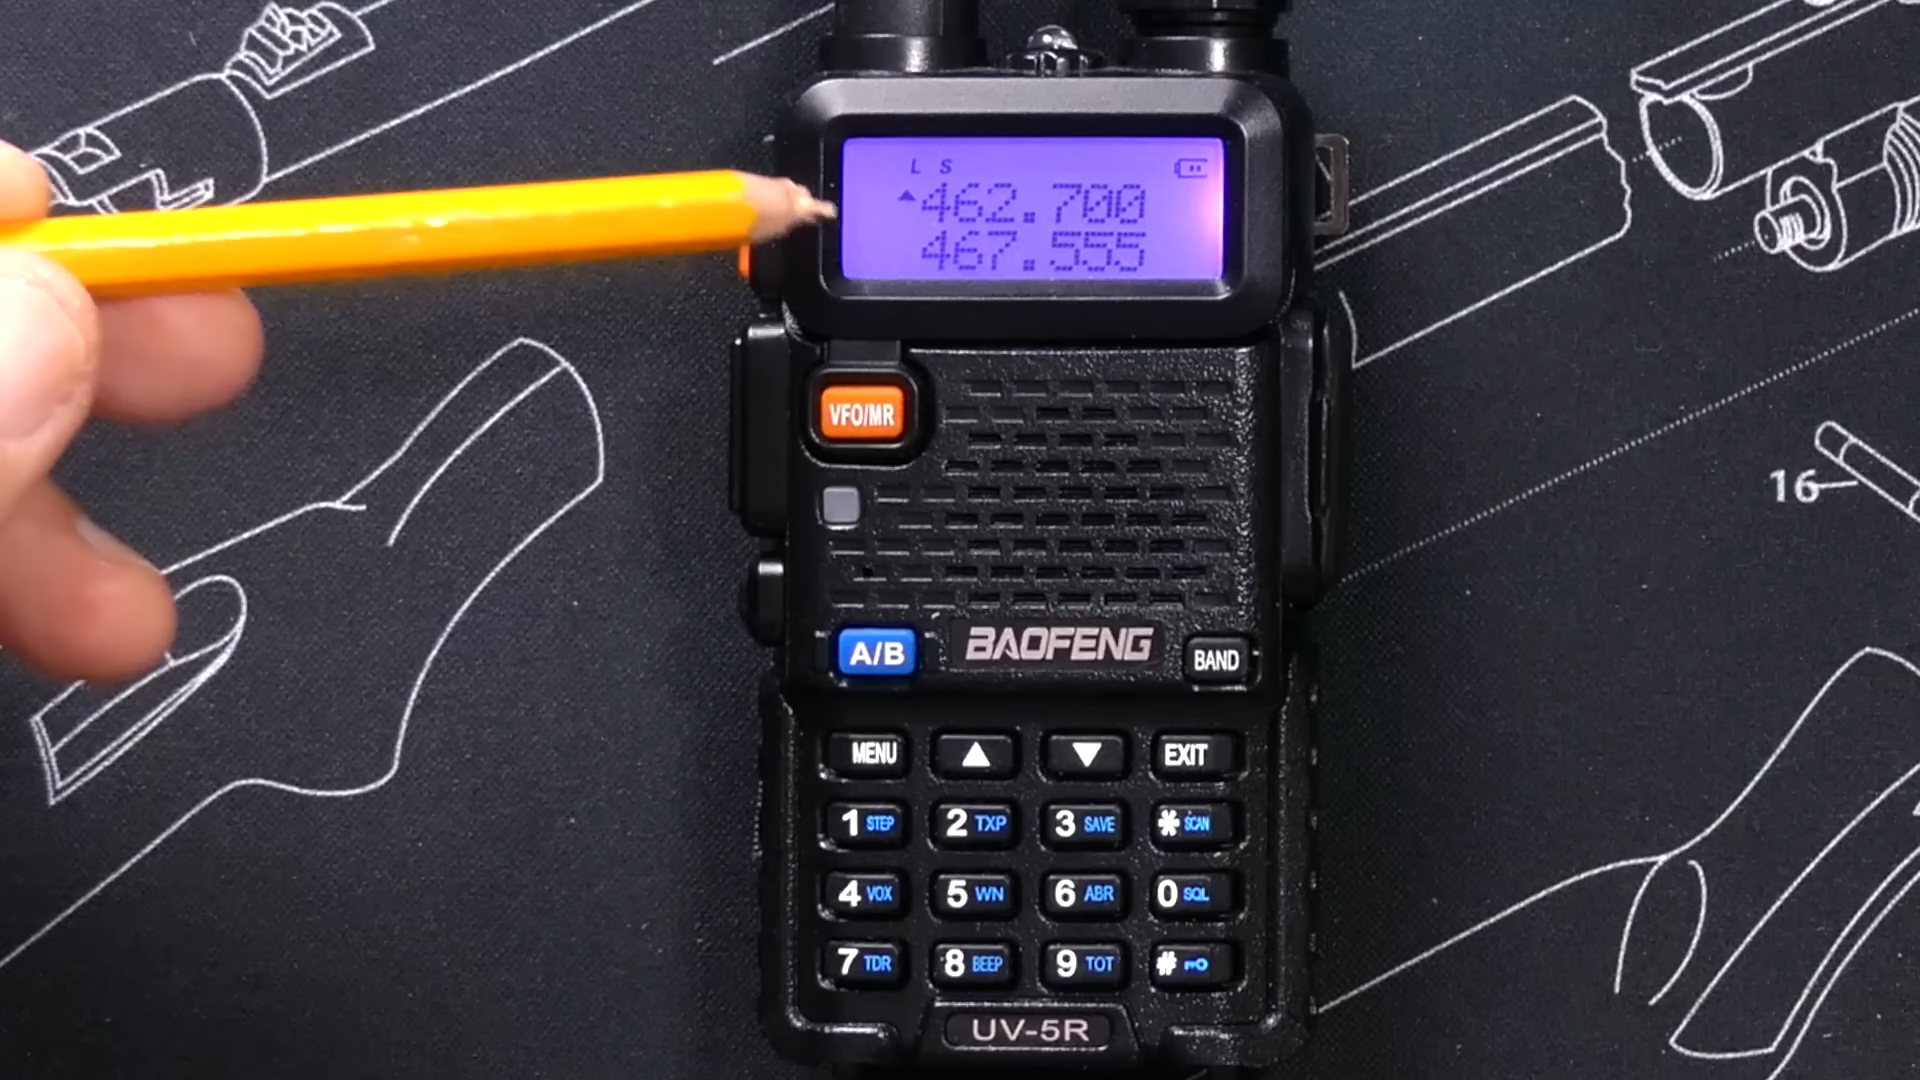 L S
▲462.700
467.555
VFO/MR
16
A/B BAOFENG BAND
MENU ▲ ▼ EXIT
1 STEP 2 TXP 3 SAVE * SCAN
4 VOX 5 WN 6 ABR 0 SQL
7 TDR 8 BEEP 9 TOT #
UV-5R